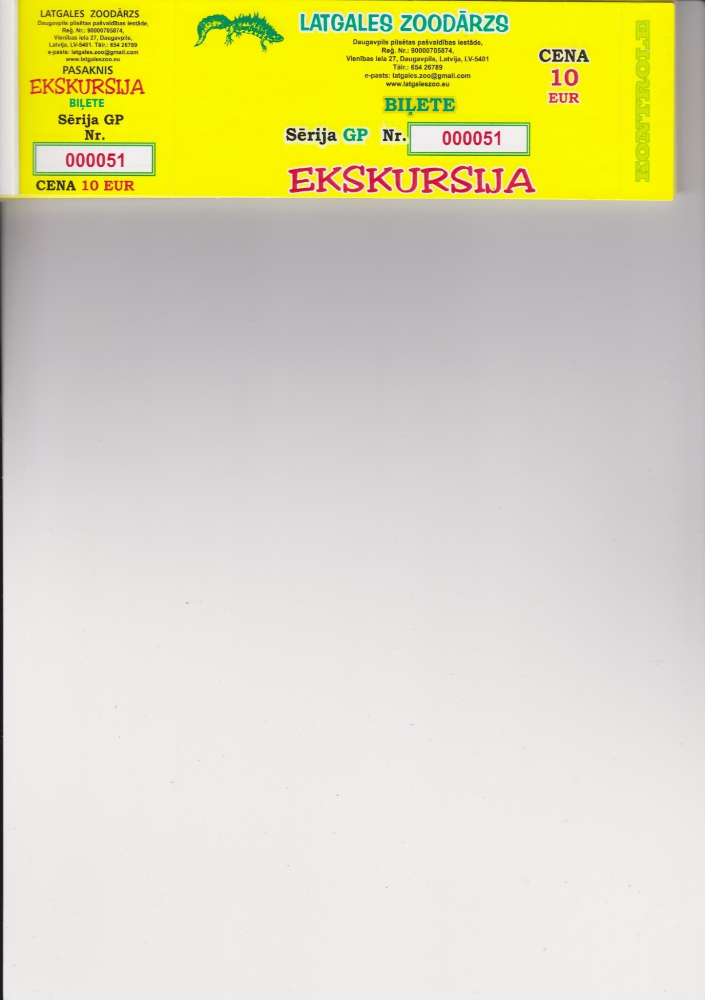 LATGALES ZOODĀRZS
Daugavpils pilsētas pašvaldības iestāde,
Reģ. Nr.: 90000705874,
Vienības iela 27, Daugavpils,
Latvija, LV-5401. Tālr.: 654 26789
e-pasts: latgales.zoo@gmail.com
www.latgaleszoo.eu
PASAKNIS
EKSKURSIJA
BIĻETE
Sērija GP
Nr.
000051
CENA 10 EUR
LATGALES ZOODĀRZS
Daugavpils pilsētas pašvaldības iestāde,
Reģ. Nr.: 90000705874,
Vienības iela 27, Daugavpils, Latvija, LV-5401
Tālr.: 654 26789
e-pasts: latgales.zoo@gmail.com
www.latgaleszoo.eu
BIĻETE
Sērija GP Nr. 000051
EKSKURSIJA
CENA
10
EUR
KONTROLE